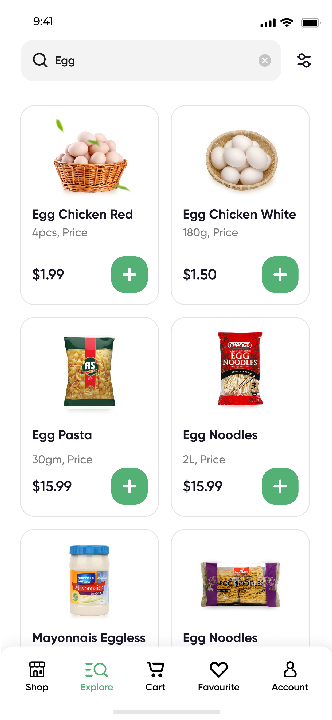 9:41
Egg
Egg Chicken Red
4pcs, Price
$1.99
Egg Chicken White
180g, Price
$1.50
EGG
NOODLES
Egg Pasta
30gm, Price
$15.99
Egg Noodles
2L, Price
$15.99
Mayonnais Eggless
Egg Noodles
Shop
Explore
Cart
Favourite
Account